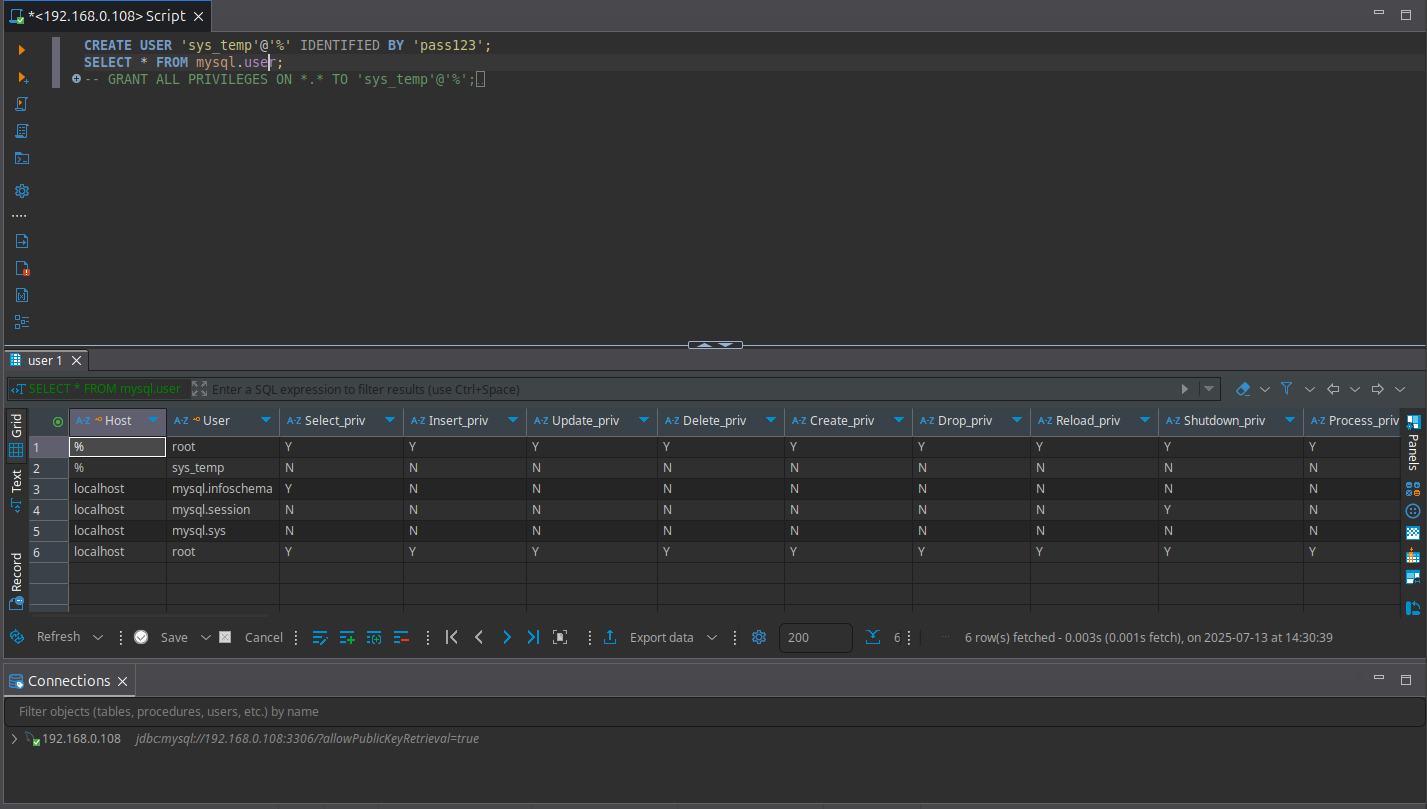 *<192.168.0.108> Script
CREATE USER 'sys_temp'@'%' IDENTIFIED BY 'pass123';
SELECT * FROM mysql.user;
-- GRANT ALL PRIVILEGES ON *.* TO 'sys_temp'@'%';
user 1
SELECT * FROM mysql.user Enter a SQL expression to filter results (use Ctrl+Space)
Grid
Text
Record
Host User Select_priv Insert_priv Update_priv Delete_priv Create_priv Drop_priv Reload_priv Shutdown_priv Process_priv
1 % root Y Y Y Y Y Y Y Y Y
2 % sys_temp N N N N N N N N N
3 localhost mysql.infoschema Y N N N N N N N N
4 localhost mysql.session N N N N N N N Y N
5 localhost mysql.sys N N N N N N N N N
6 localhost root Y Y Y Y Y Y Y Y Y
Panels
Refresh Save Cancel Export data 200 6 6 row(s) fetched - 0.003s (0.001s fetch), on 2025-07-13 at 14:30:39
Connections
Filter objects (tables, procedures, users, etc.) by name
192.168.0.108 jdbc:mysql://192.168.0.108:3306/?allowPublicKeyRetrieval=true